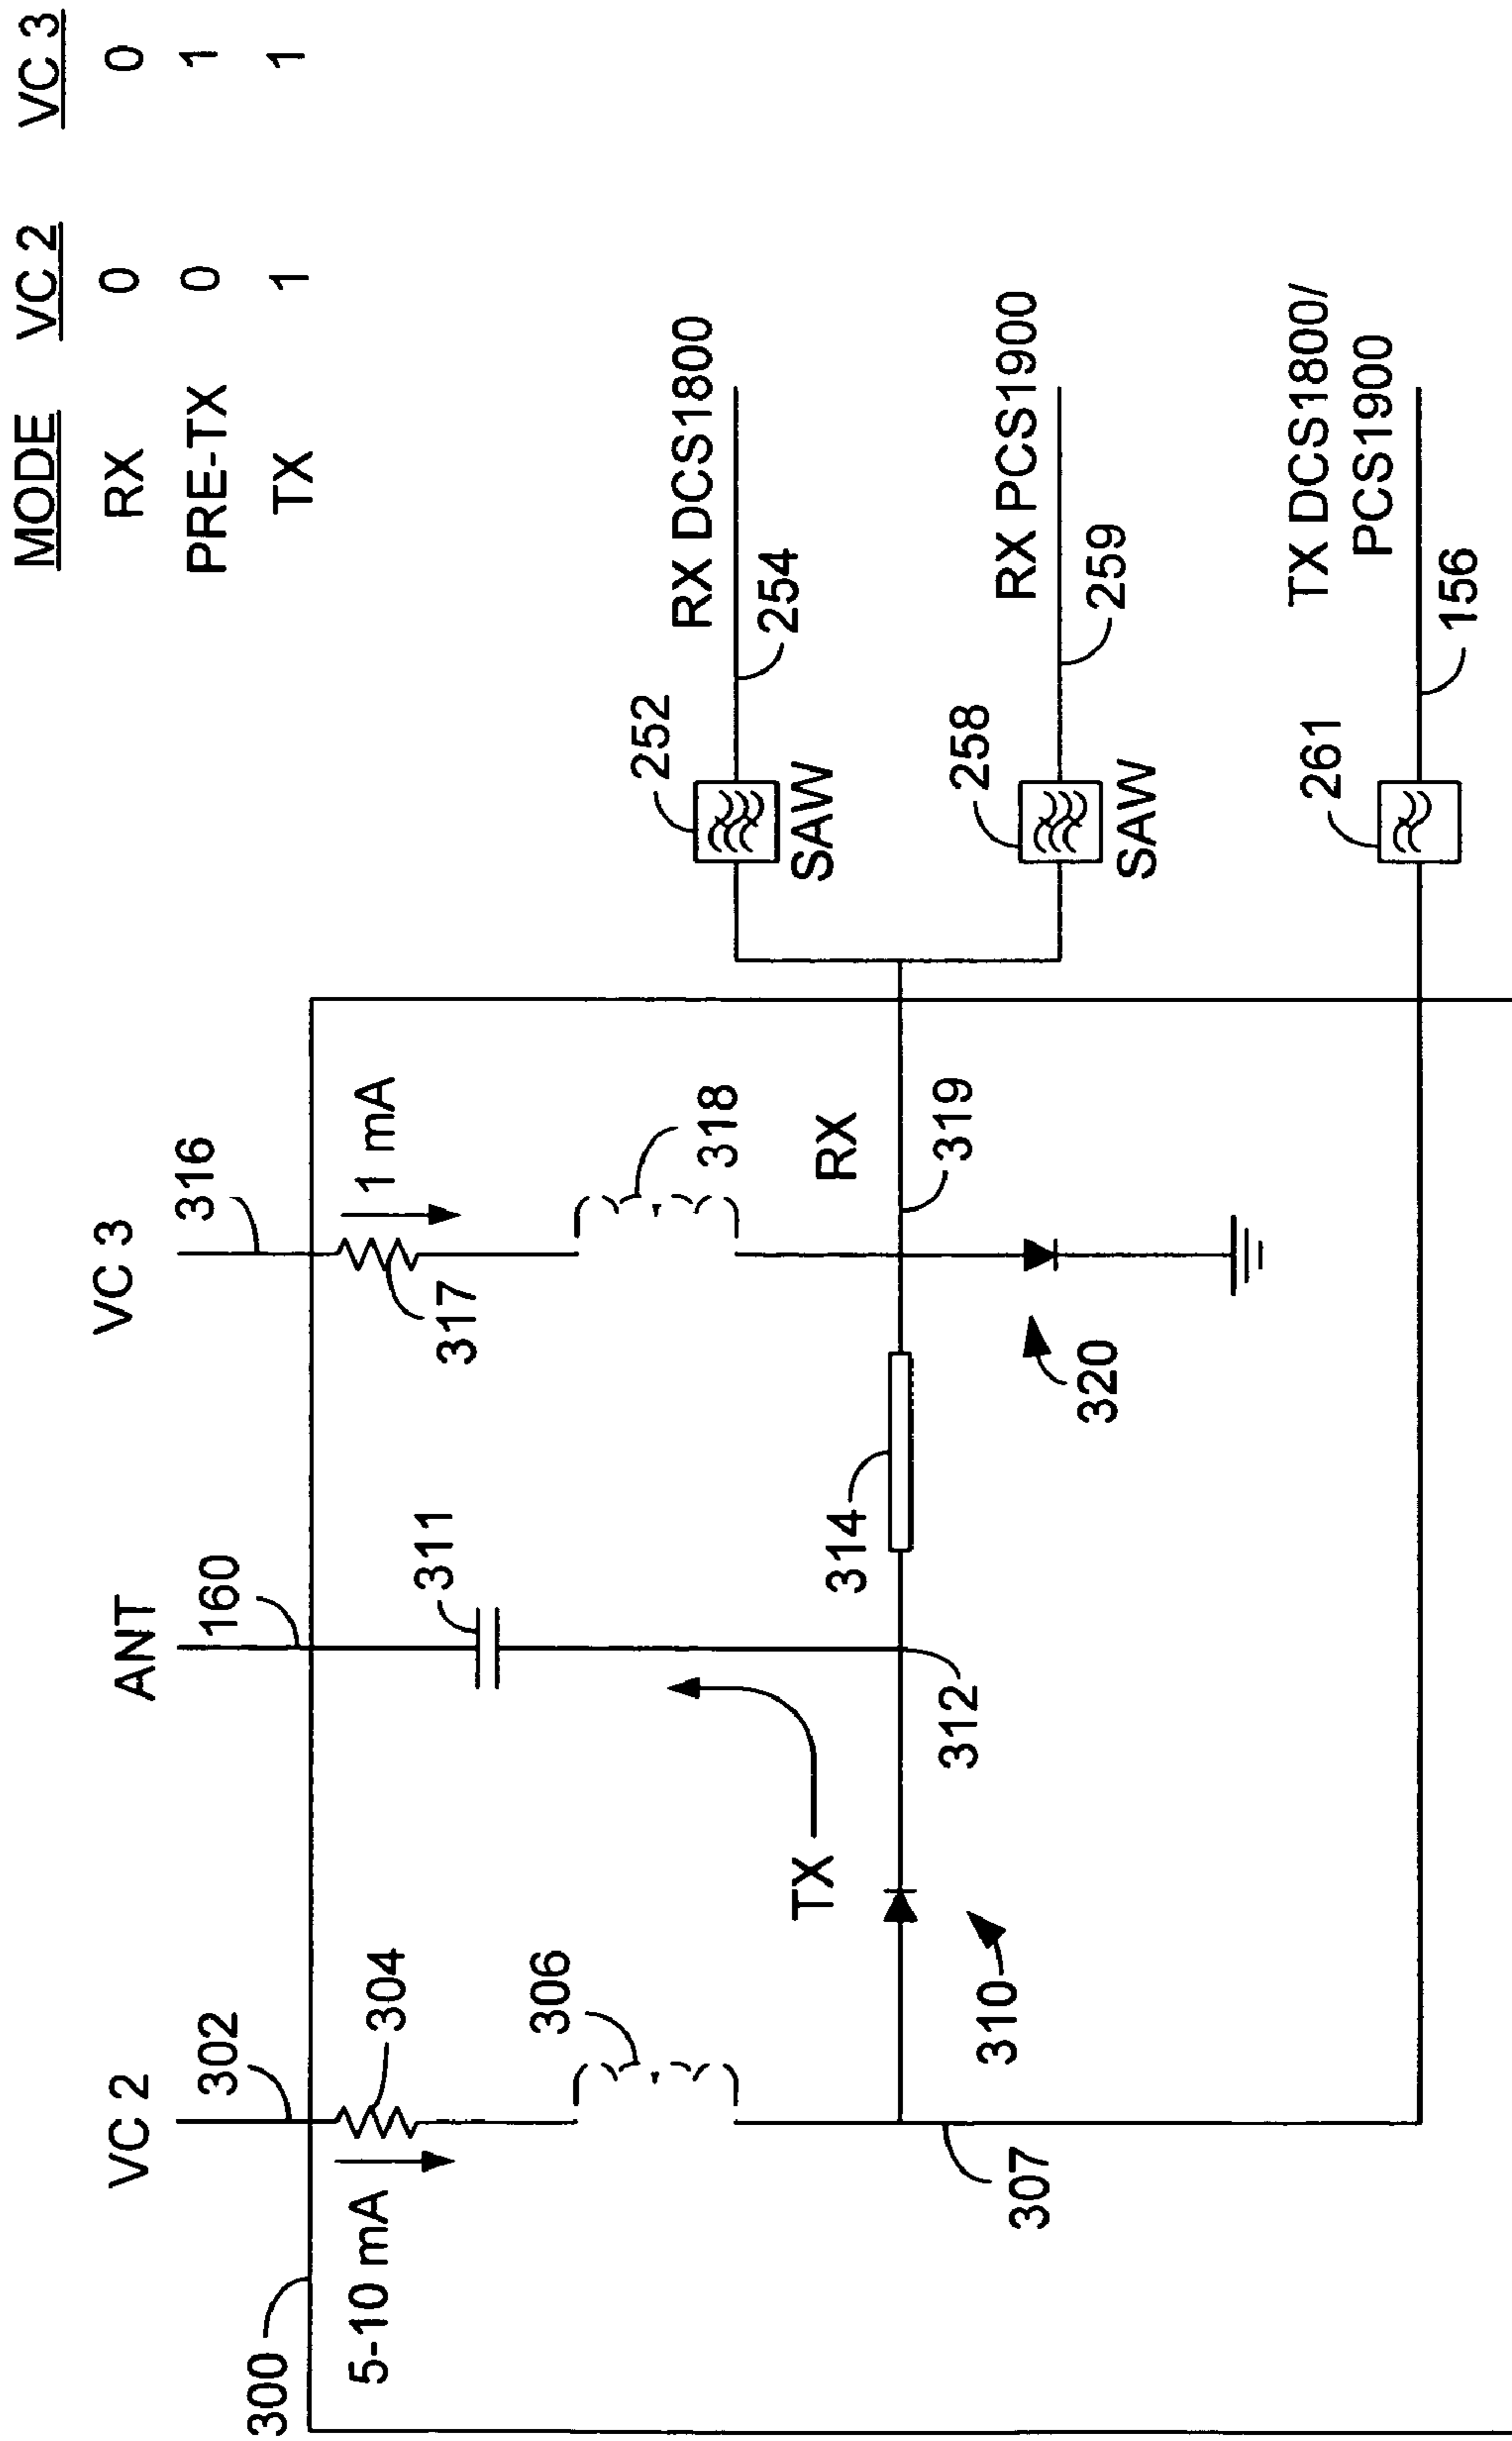 MODE VC 2 VC 3
RX 0 0
PRE-TX 0 1
TX 1 1
VC 2
302
ANT
160
VC 3
316
300
5-10 mA
304
311
317
1 mA
306
318
TX
RX
314
319
312
310
320
307
252
RX DCS1800
254
SAW
258
RX PCS1900
259
SAW
261
TX DCS1800/
PCS1900
156